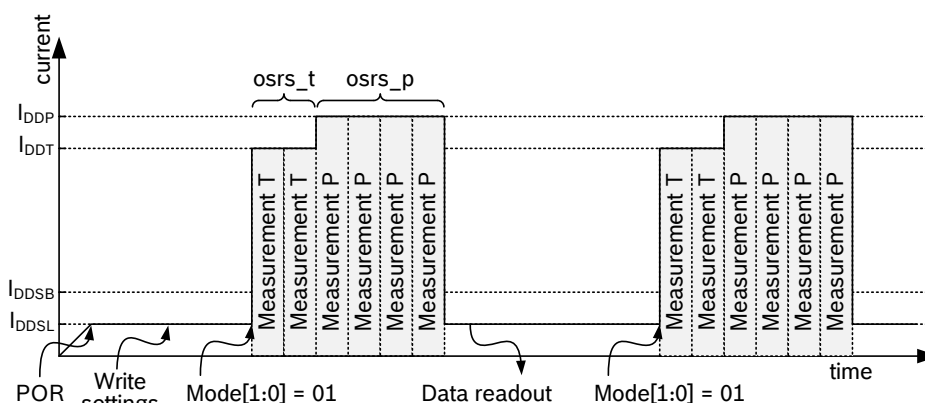 current
osrs_t
osrs_p
IDDP
IDDT
IDDSB
IDDSL
Measurement T
Measurement T
Measurement P
Measurement P
Measurement P
Measurement P
Measurement T
Measurement T
Measurement P
Measurement P
Measurement P
Measurement P
time
POR
Write
settings
Mode[1:0] = 01
Data readout
Mode[1:0] = 01